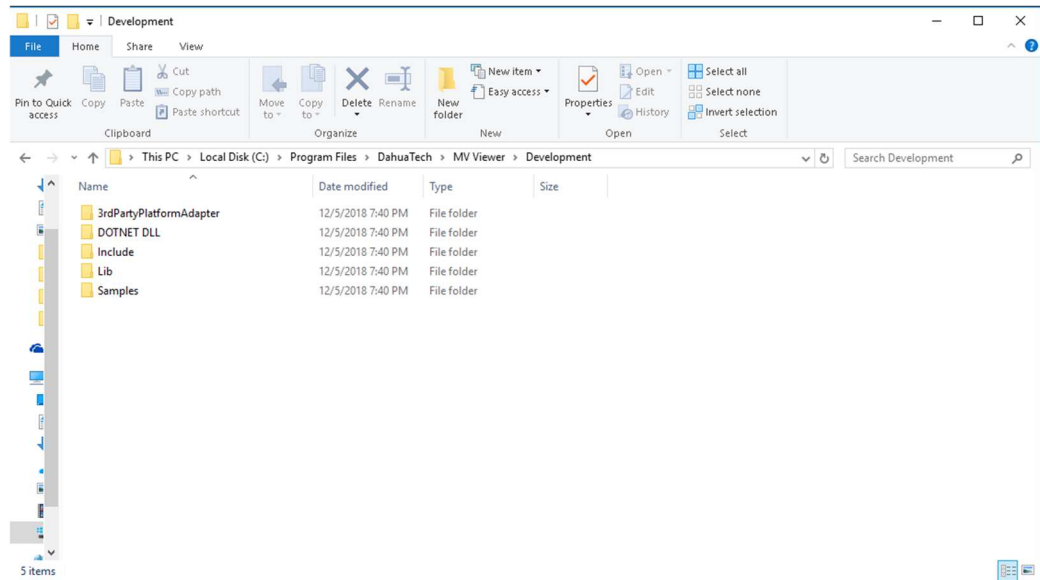 Development
File Home Share View
Pin to Quick access
Copy
Paste
Cut
Copy path
Paste shortcut
Clipboard
Move to
Copy to
Delete
Rename
Organize
New folder
New item
Easy access
New
Properties
Open
Edit
History
Open
Select all
Select none
Invert selection
Select
This PC > Local Disk (C:) > Program Files > DahuaTech > MV Viewer > Development
Search Development
Name Date modified Type Size
3rdPartyPlatformAdapter 12/5/2018 7:40 PM File folder
DOTNET DLL 12/5/2018 7:40 PM File folder
Include 12/5/2018 7:40 PM File folder
Lib 12/5/2018 7:40 PM File folder
Samples 12/5/2018 7:40 PM File folder
5 items